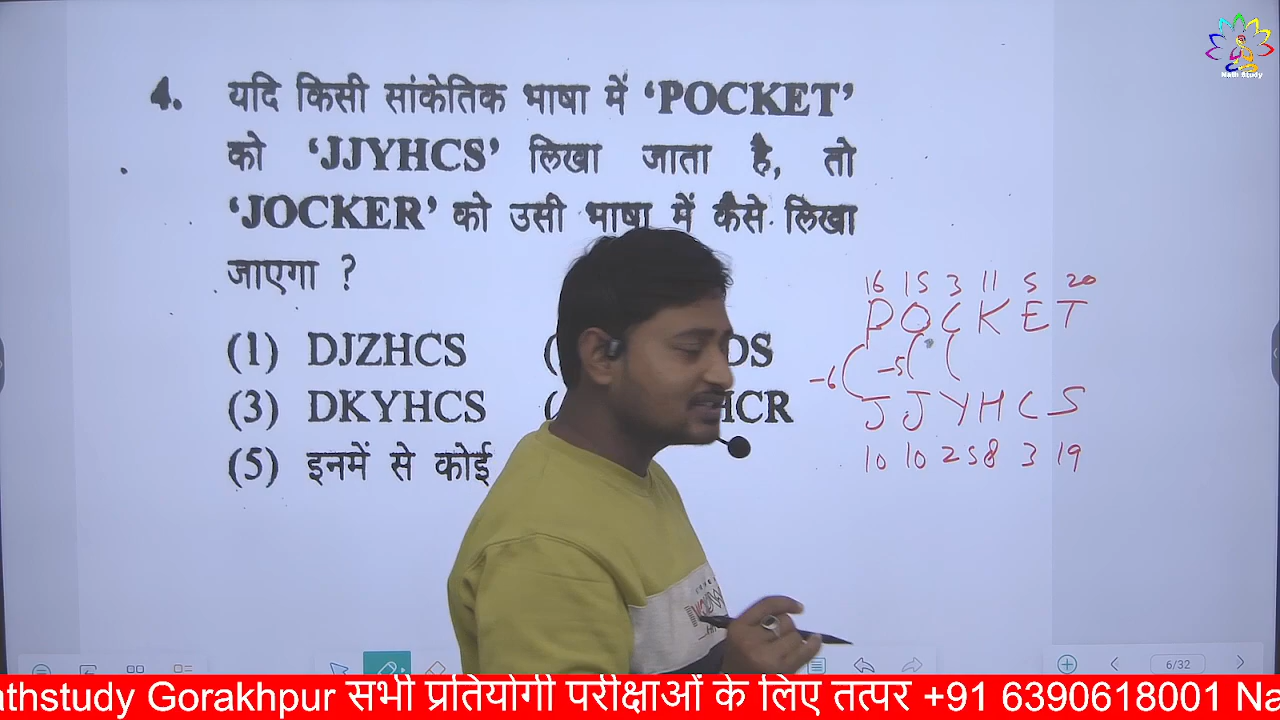 Nath Study
4. यदि किसी सांकेतिक भाषा में 'POCKET'
को 'JJYHCS' लिखा जाता है, तो
'JOCKER' को उसी भाषा में कैसे लिखा
जाएगा ?
(1) DJZHCS
(3) DKYHCS
(5) इनमें से कोई
16 15 3 11 5 20
POCKET
-6 -5
JJYHCS
10 10 25 8 3 19
6/32
athstudy Gorakhpur सभी प्रतियोगी परीक्षाओं के लिए तत्पर +91 6390618001 Na